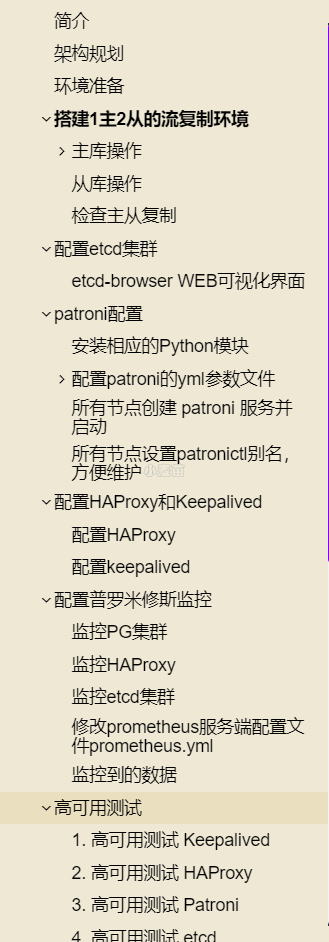 简介
架构规划
环境准备
搭建1主2从的流复制环境
主库操作
从库操作
检查主从复制
配置etcd集群
etcd-browser WEB可视化界面
patroni配置
安装相应的Python模块
配置patroni的yml参数文件
所有节点创建 patroni 服务并
启动
所有节点设置patronictl别名，
方便维护
配置HAProxy和Keepalived
配置HAProxy
配置keepalived
配置普罗米修斯监控
监控PG集群
监控HAProxy
监控etcd集群
修改prometheus服务端配置文
件prometheus.yml
监控到的数据
高可用测试
1. 高可用测试 Keepalived
2. 高可用测试 HAProxy
3. 高可用测试 Patroni
4. 高可用测试 etcd